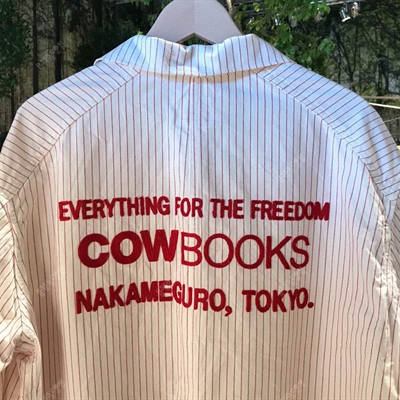 EVERYTHING FOR THE FREEDOM
COWBOOKS
NAKAMEGURO, TOKYO.